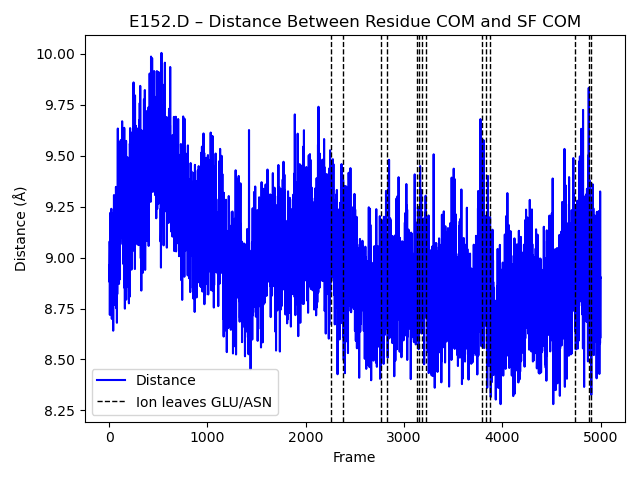 E152.D – Distance Between Residue COM and SF COM
Distance (Å)
10.00
9.75
9.50
9.25
9.00
8.75
8.50
8.25
Distance
Ion leaves GLU/ASN
0 1000 2000 3000 4000 5000
Frame